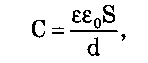 C = εε₀S / d,